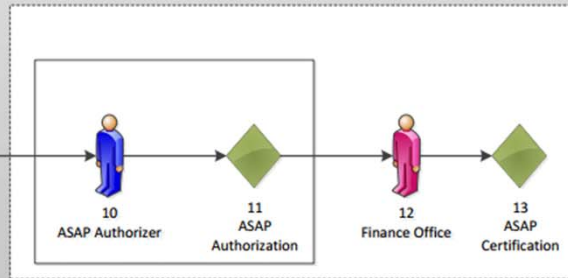 10
ASAP Authorizer
11
ASAP
Authorization
12
Finance Office
13
ASAP
Certification